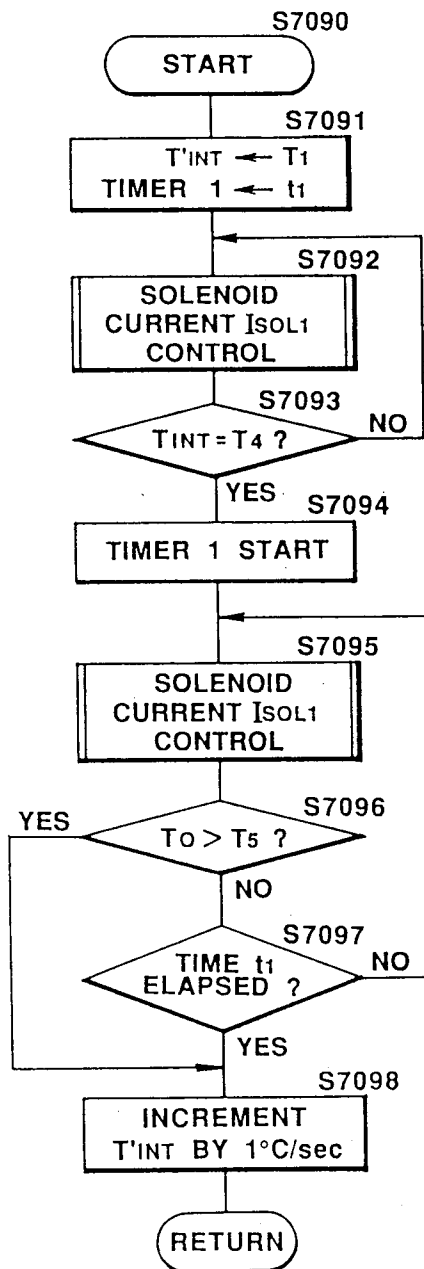 S7090
START
S7091
T'INT ← T1
TIMER 1 ← t1
S7092
SOLENOID
CURRENT ISOL1
CONTROL
S7093
TINT = T4 ?
NO
YES
S7094
TIMER 1 START
S7095
SOLENOID
CURRENT ISOL1
CONTROL
S7096
YES
TO > T5 ?
NO
S7097
TIME t1
ELAPSED ?
NO
YES
S7098
INCREMENT
T'INT BY 1°C/sec
RETURN